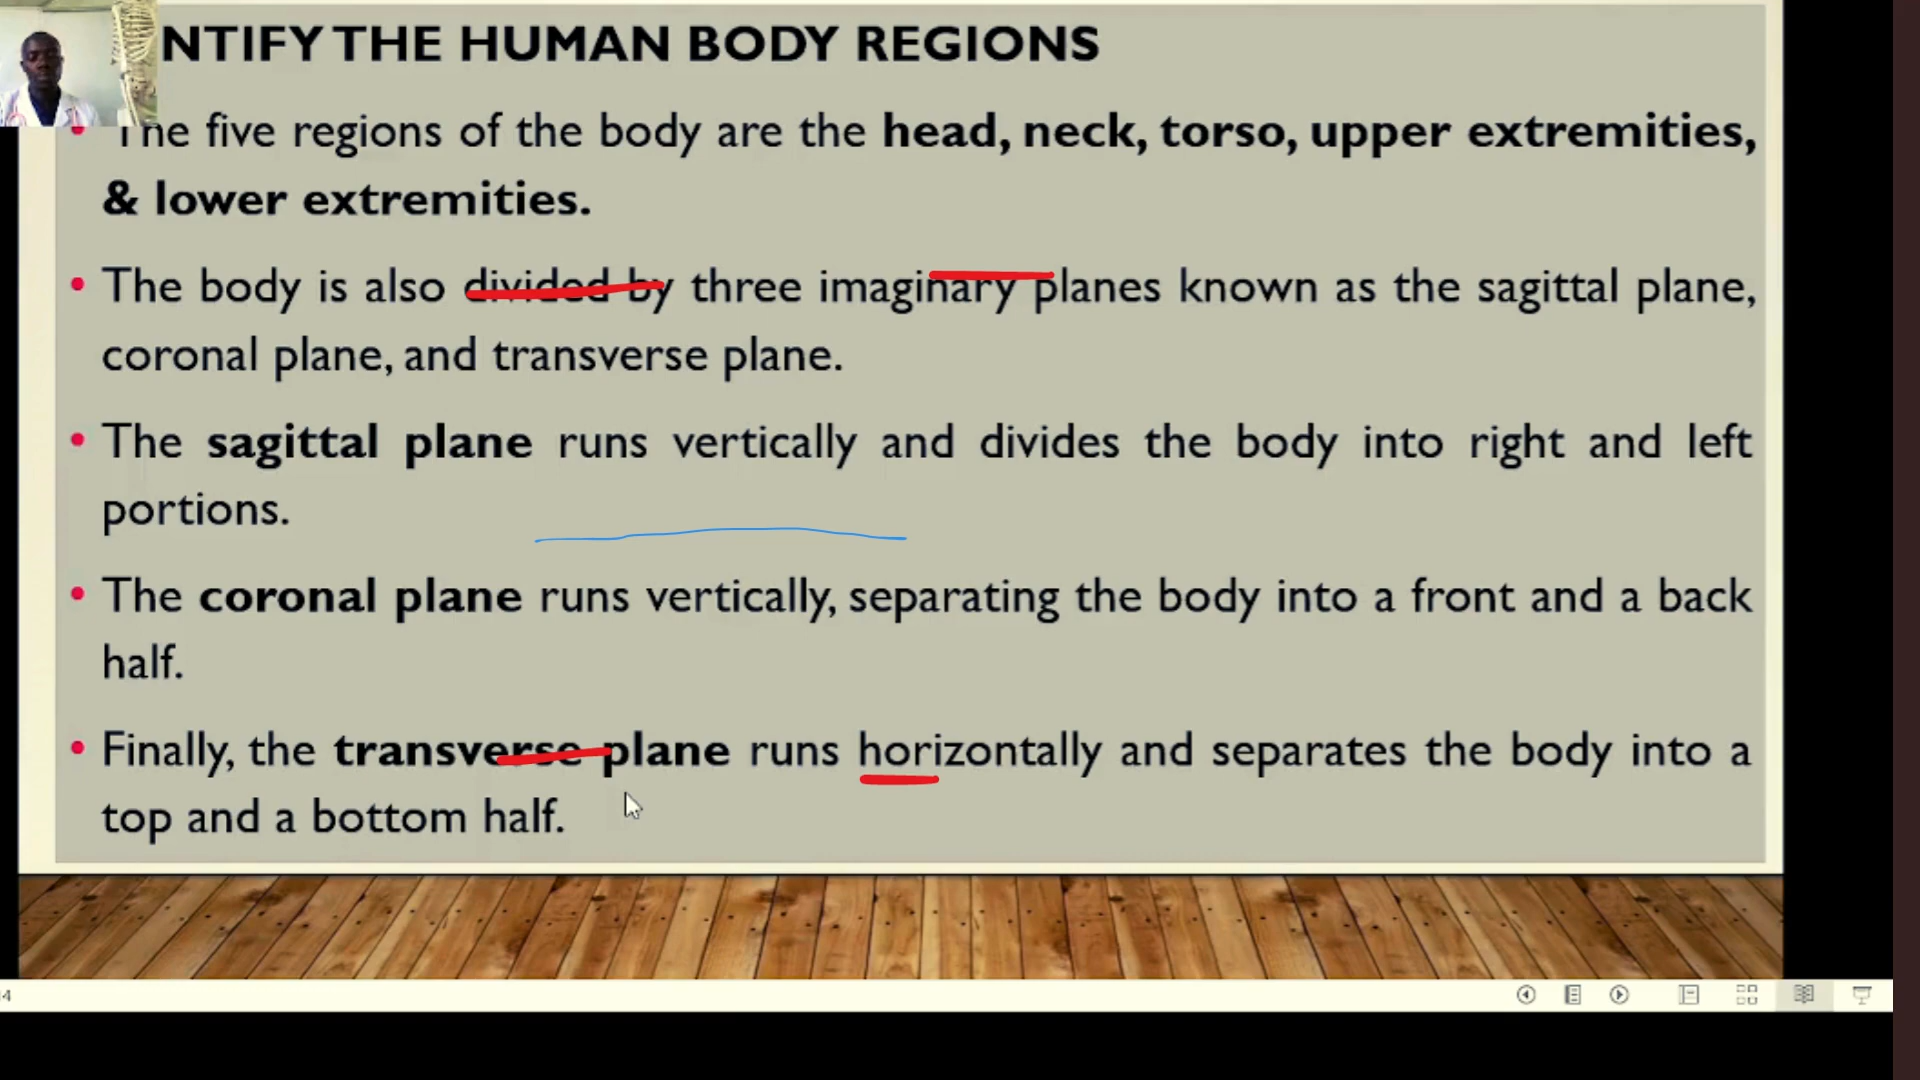 NTIFY THE HUMAN BODY REGIONS
• The five regions of the body are the head, neck, torso, upper extremities,
& lower extremities.
• The body is also divided by three imaginary planes known as the sagittal plane,
coronal plane, and transverse plane.
• The sagittal plane runs vertically and divides the body into right and left
portions.
• The coronal plane runs vertically, separating the body into a front and a back
half.
• Finally, the transverse plane runs horizontally and separates the body into a
top and a bottom half.